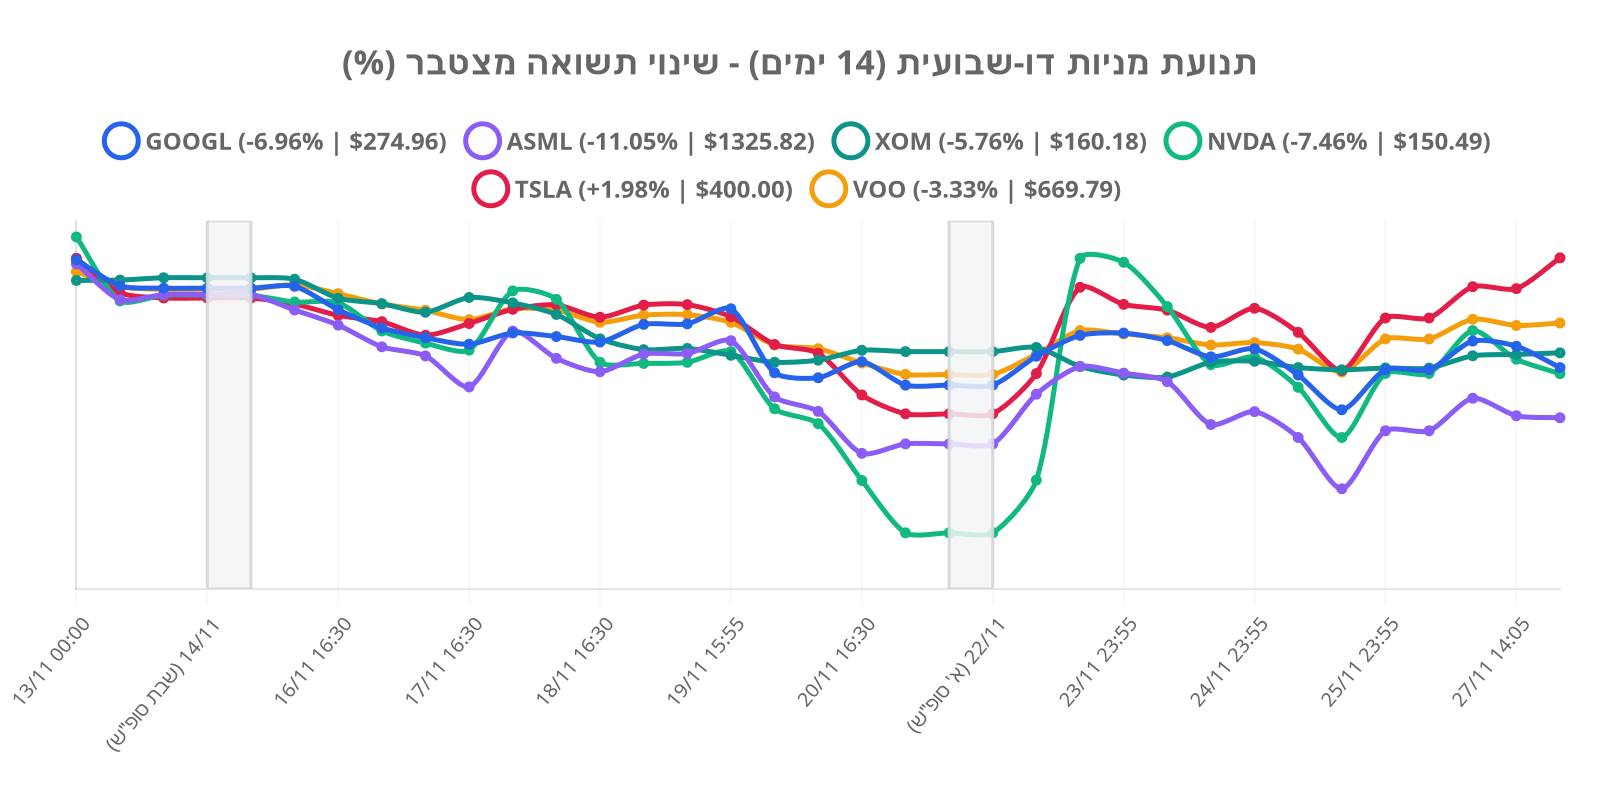 תנועת מניות דו-שבועית (14 ימים) - שינוי תשואה מצטבר (%)
GOOGL (-6.96% | $274.96) ASML (-11.05% | $1325.82) XOM (-5.76% | $160.18) NVDA (-7.46% | $150.49)
TSLA (+1.98% | $400.00) VOO (-3.33% | $669.79)
13/11 00:00
14/11 (שבת סופ"ש)
16/11 16:30
17/11 16:30
18/11 16:30
19/11 15:55
20/11 16:30
22/11 (א' סופ"ש)
23/11 23:55
24/11 23:55
25/11 23:55
27/11 14:05